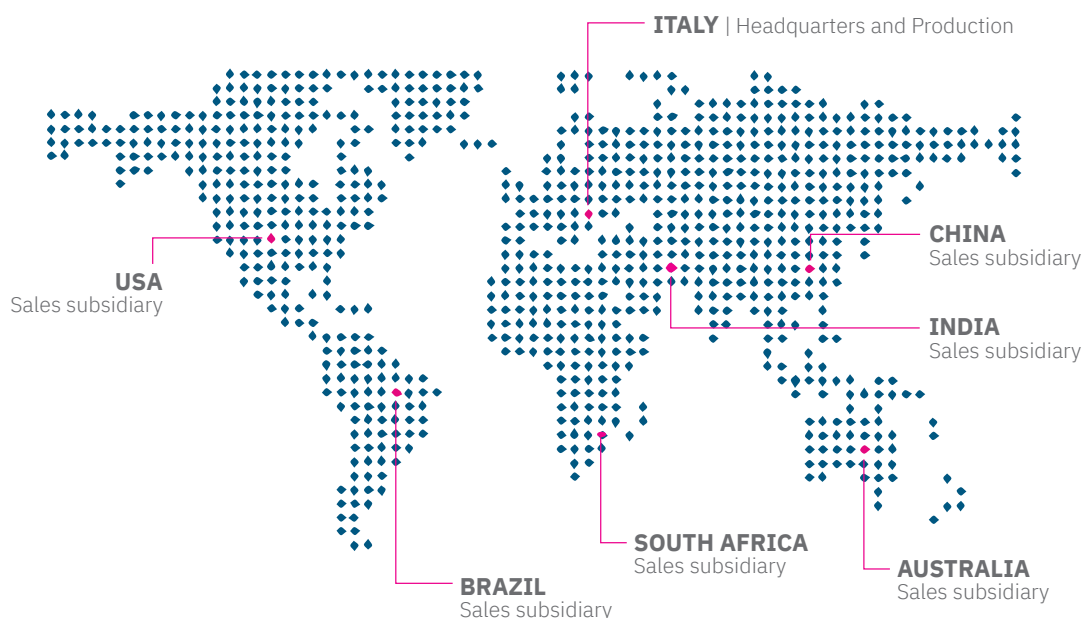 ITALY | Headquarters and Production
CHINA
Sales subsidiary
USA
Sales subsidiary
INDIA
Sales subsidiary
SOUTH AFRICA
Sales subsidiary
AUSTRALIA
Sales subsidiary
BRAZIL
Sales subsidiary